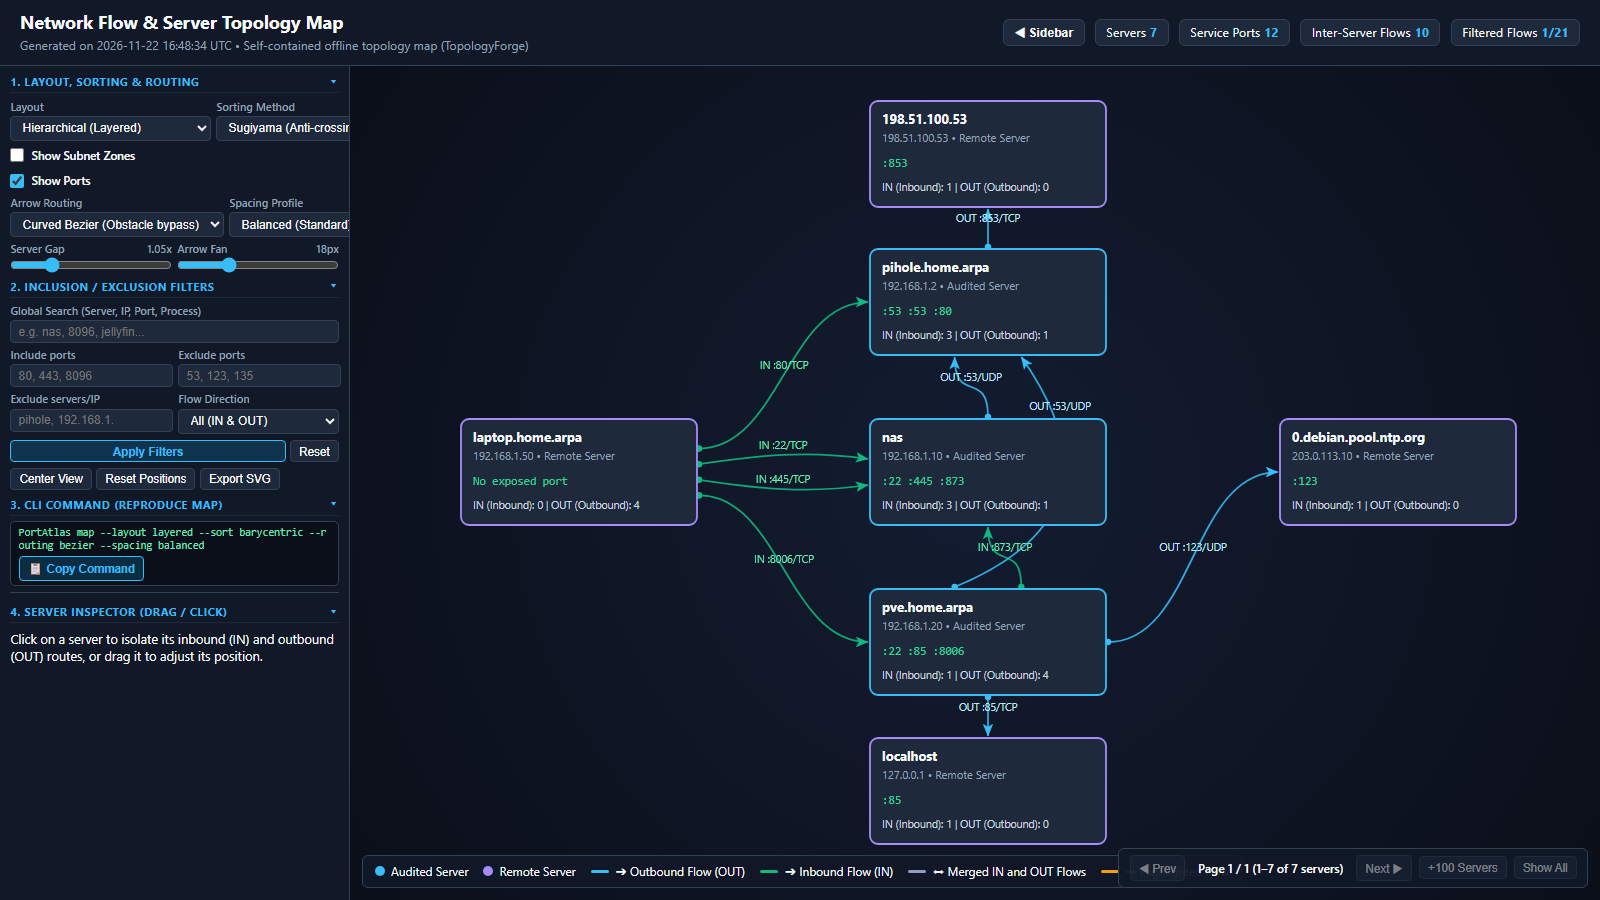 Network Flow & Server Topology Map
Generated on 2026-11-22 16:48:34 UTC • Self-contained offline topology map (TopologyForge)
◀ Sidebar
Servers 7
Service Ports 12
Inter-Server Flows 10
Filtered Flows 1/21
1. LAYOUT, SORTING & ROUTING
Layout
Sorting Method
Hierarchical (Layered)
Sugiyama (Anti-crossin
Show Subnet Zones
Show Ports
Arrow Routing
Spacing Profile
Curved Bezier (Obstacle bypass)
Balanced (Standard)
Server Gap
1.05x
Arrow Fan
18px
2. INCLUSION / EXCLUSION FILTERS
Global Search (Server, IP, Port, Process)
e.g. nas, 8096, jellyfin...
Include ports
Exclude ports
80, 443, 8096
53, 123, 135
Exclude servers/IP
Flow Direction
pihole, 192.168.1.
All (IN & OUT)
Apply Filters
Reset
Center View
Reset Positions
Export SVG
3. CLI COMMAND (REPRODUCE MAP)
PortAtlas map --layout layered --sort barycentric --r
outing bezier --spacing balanced
Copy Command
4. SERVER INSPECTOR (DRAG / CLICK)
Click on a server to isolate its inbound (IN) and outbound
(OUT) routes, or drag it to adjust its position.
198.51.100.53
198.51.100.53 • Remote Server
:853
IN (Inbound): 1 | OUT (Outbound): 0
OUT :853/TCP
pihole.home.arpa
192.168.1.2 • Audited Server
:53 :53 :80
IN (Inbound): 3 | OUT (Outbound): 1
IN :80/TCP
OUT :53/UDP
OUT :53/UDP
laptop.home.arpa
192.168.1.50 • Remote Server
No exposed port
IN (Inbound): 0 | OUT (Outbound): 4
IN :22/TCP
IN :445/TCP
nas
192.168.1.10 • Audited Server
:22 :445 :873
IN (Inbound): 3 | OUT (Outbound): 1
0.debian.pool.ntp.org
203.0.113.10 • Remote Server
:123
IN (Inbound): 1 | OUT (Outbound): 0
IN :8006/TCP
IN :873/TCP
OUT :123/UDP
pve.home.arpa
192.168.1.20 • Audited Server
:22 :85 :8006
IN (Inbound): 1 | OUT (Outbound): 4
OUT :85/TCP
localhost
127.0.0.1 • Remote Server
:85
IN (Inbound): 1 | OUT (Outbound): 0
Audited Server
Remote Server
➔ Outbound Flow (OUT)
➔ Inbound Flow (IN)
↔ Merged IN and OUT Flows
◀ Prev
Page 1 / 1 (1–7 of 7 servers)
Next ▶
+100 Servers
Show All